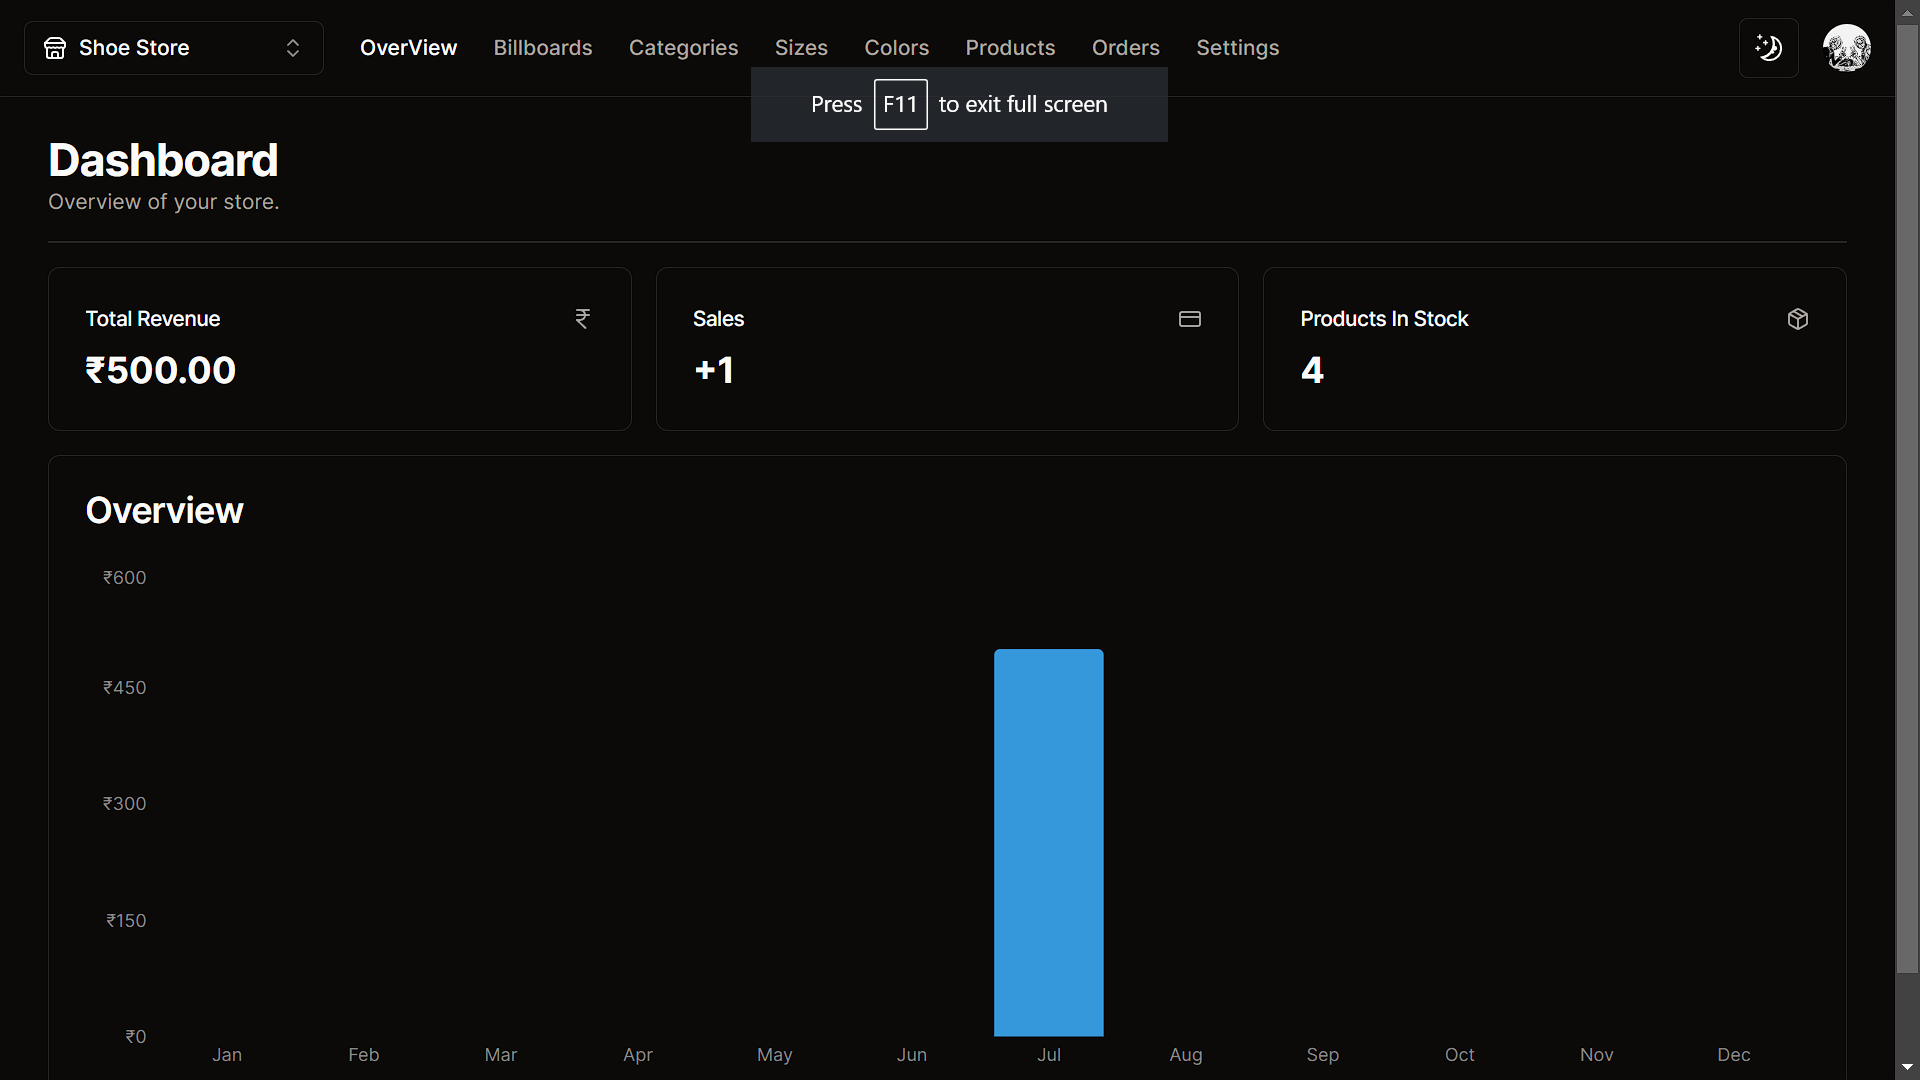 Shoe Store
OverView Billboards Categories Sizes Colors Products Orders Settings
Press F11 to exit full screen
Dashboard
Overview of your store.
Total Revenue
₹500.00
Sales
+1
Products In Stock
4
Overview
₹600
₹450
₹300
₹150
₹0
Jan Feb Mar Apr May Jun Jul Aug Sep Oct Nov Dec